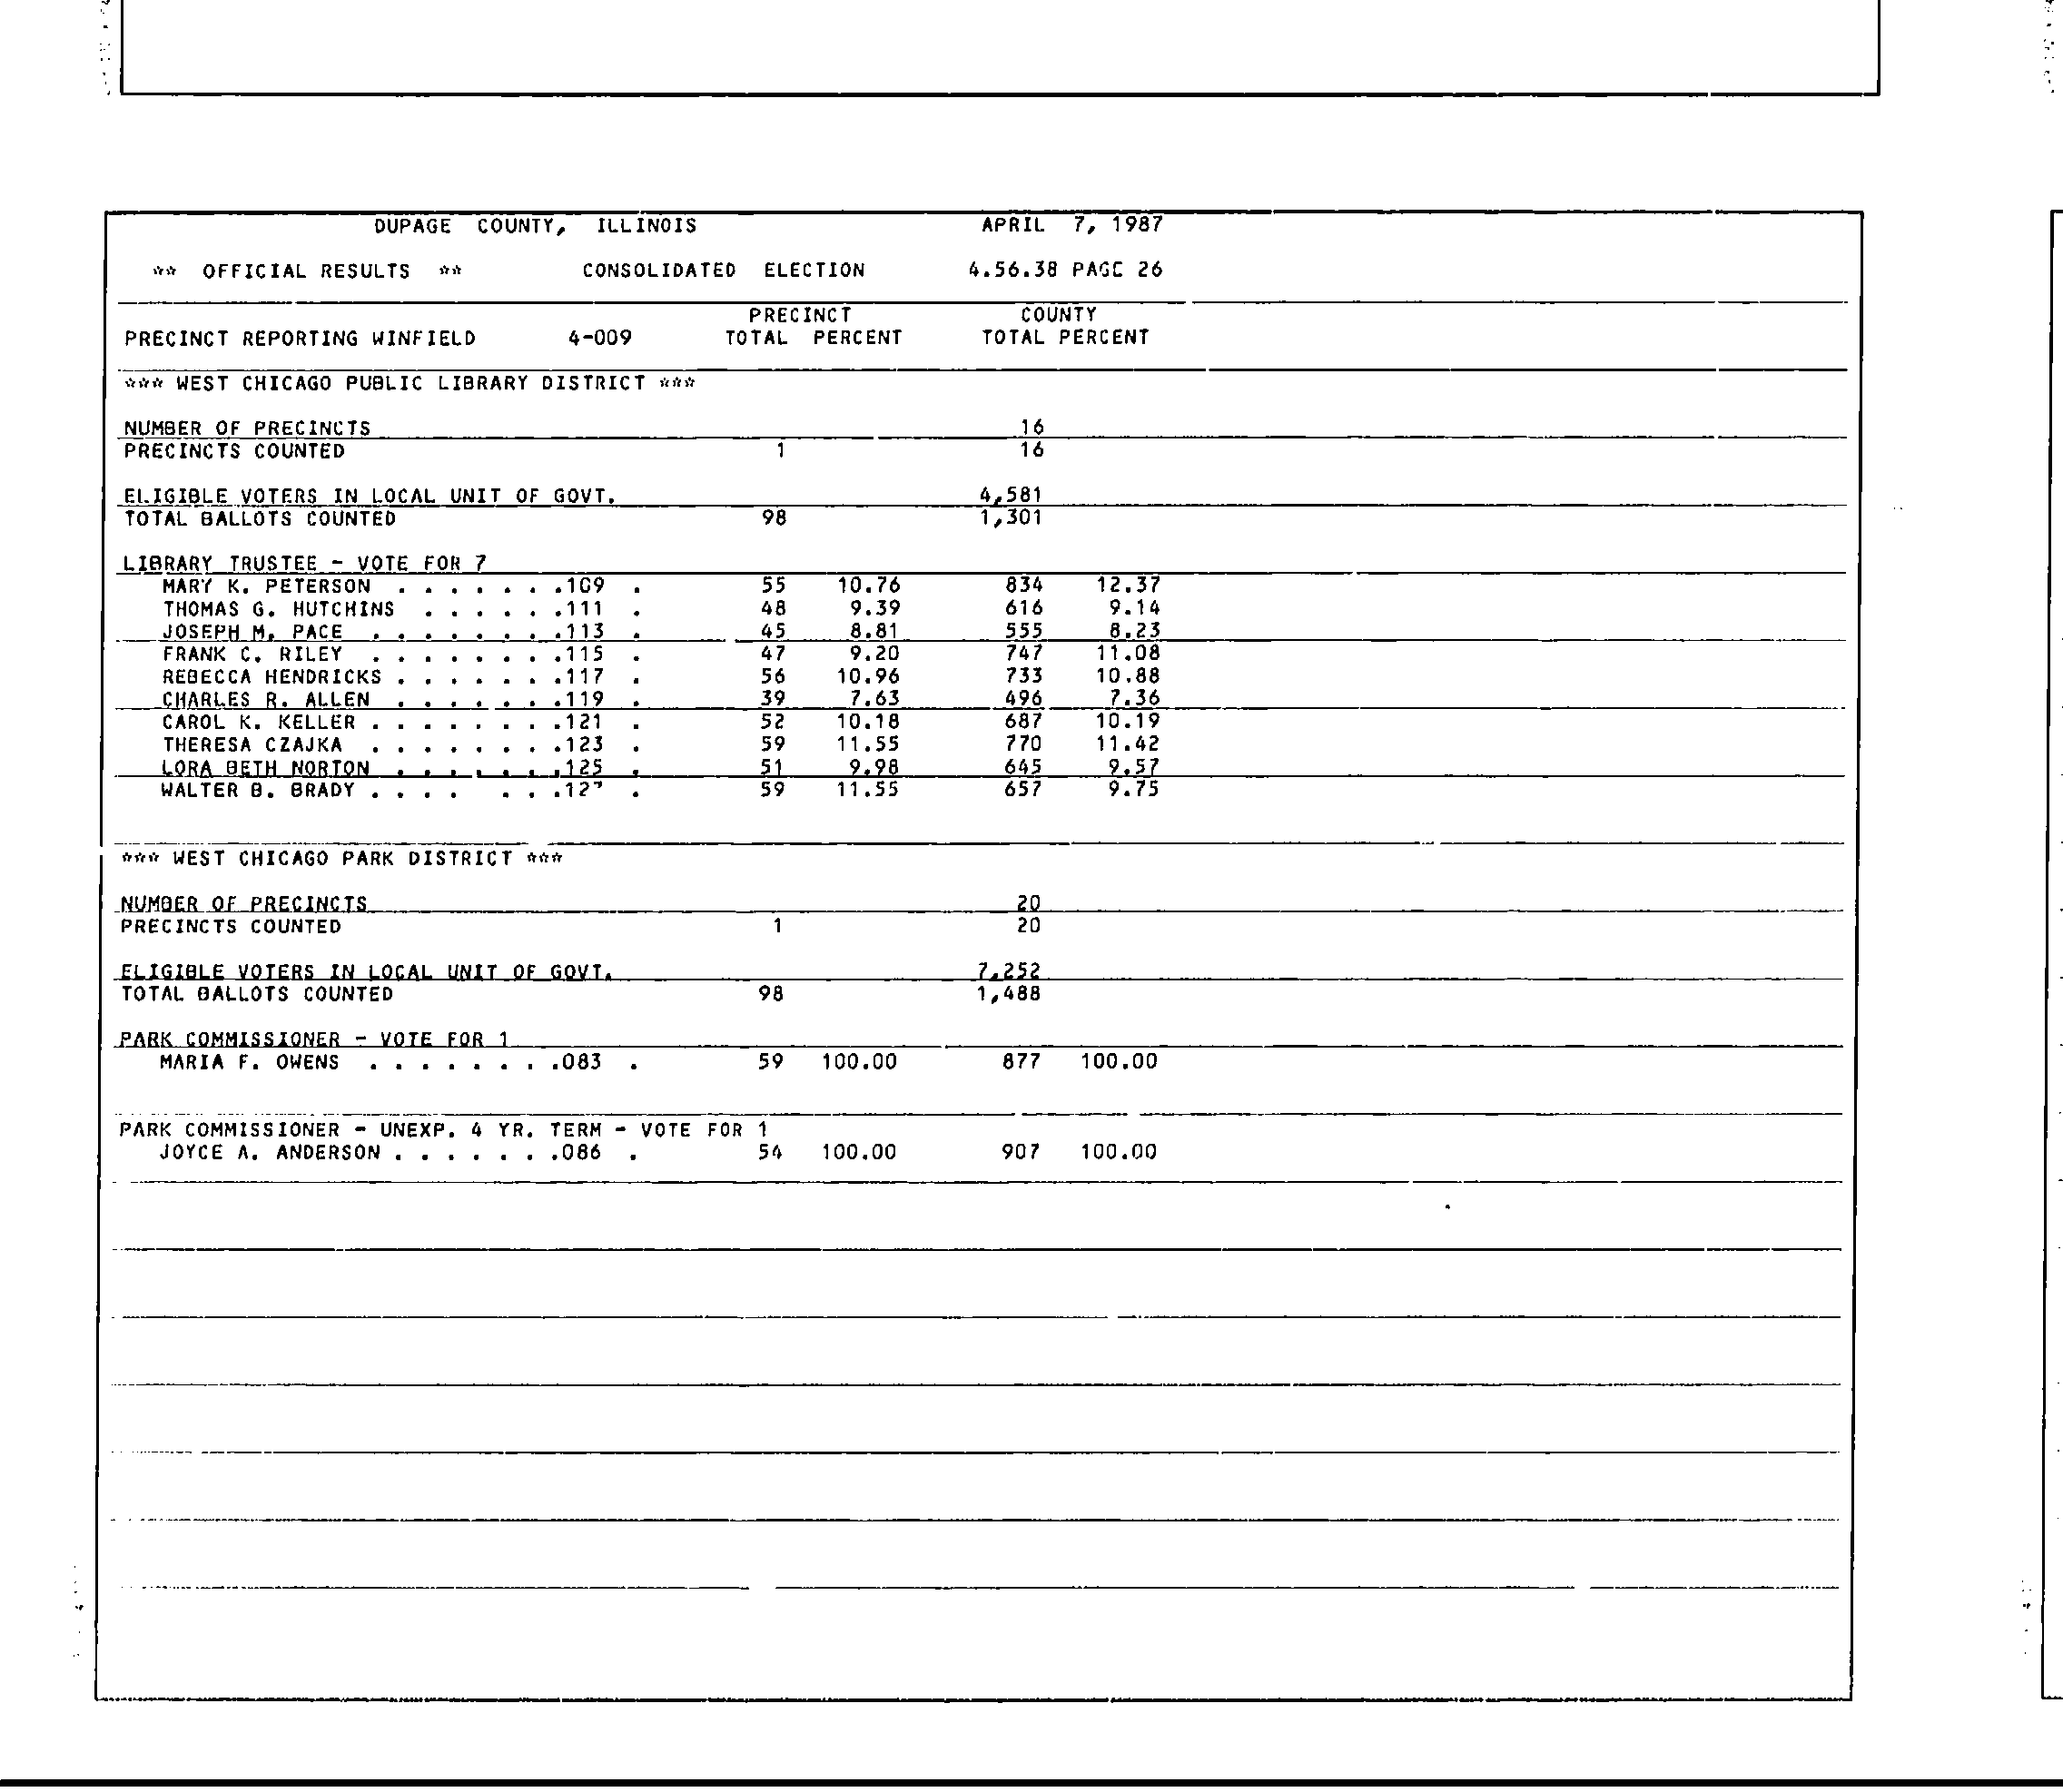 DUPAGE COUNTY, ILLINOIS APRIL 7, 1987
** OFFICIAL RESULTS ** CONSOLIDATED ELECTION 4.56.38 PAGE 26
PRECINCT COUNTY
PRECINCT REPORTING WINFIELD 4-009 TOTAL PERCENT TOTAL PERCENT
*** WEST CHICAGO PUBLIC LIBRARY DISTRICT ***
NUMBER OF PRECINCTS 16
PRECINCTS COUNTED 1 16
ELIGIBLE VOTERS IN LOCAL UNIT OF GOVT. 4,581
TOTAL BALLOTS COUNTED 98 1,301
LIBRARY TRUSTEE - VOTE FOR 7
MARY K. PETERSON . . . . . . .109 . 55 10.76 834 12.37
THOMAS G. HUTCHINS . . . . . .111 . 48 9.39 616 9.14
JOSEPH M. PACE . . . . . . . .113 . 45 8.81 555 8.23
FRANK C. RILEY . . . . . . . .115 . 47 9.20 747 11.08
REBECCA HENDRICKS . . . . . . .117 . 56 10.96 733 10.88
CHARLES R. ALLEN . . . . . . .119 . 39 7.63 496 7.36
CAROL K. KELLER . . . . . . . .121 . 52 10.18 687 10.19
THERESA CZAJKA . . . . . . . .123 . 59 11.55 770 11.42
LORA BETH NORTON . . . . . . .125 . 51 9.98 645 9.57
WALTER B. BRADY . . . . . . . . 59 11.55 657 9.75
*** WEST CHICAGO PARK DISTRICT ***
NUMBER OF PRECINCTS 20
PRECINCTS COUNTED 1 20
ELIGIBLE VOTERS IN LOCAL UNIT OF GOVT. 7,252
TOTAL BALLOTS COUNTED 98 1,488
PARK COMMISSIONER - VOTE FOR 1
MARIA F. OWENS . . . . . . . .083 . 59 100.00 877 100.00
PARK COMMISSIONER - UNEXP. 4 YR. TERM - VOTE FOR 1
JOYCE A. ANDERSON . . . . . . .086 . 54 100.00 907 100.00